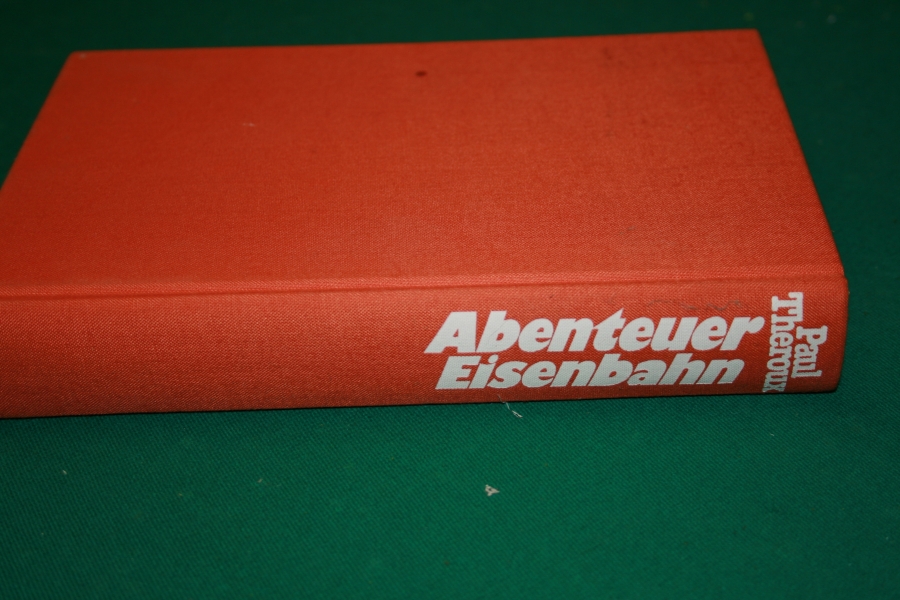 Paul
Theroux
Abenteuer
Eisenbahn